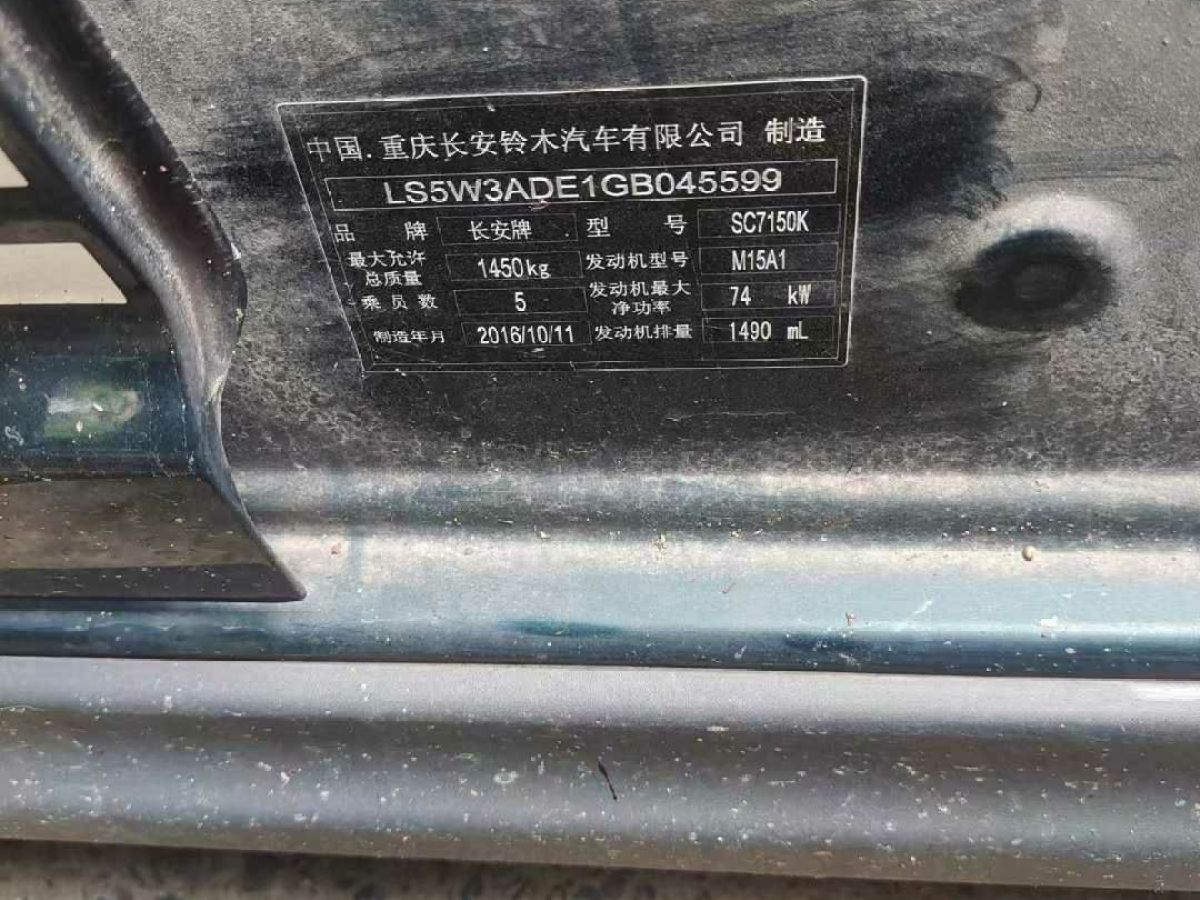 中国.重庆长安铃木汽车有限公司 制造
LS5W3ADE1GB045599
品 牌 长安牌 型 号 SC7150K
最大允许总质量 1450kg 发动机型号 M15A1
乘员数 5 发动机最大净功率 74 kW
制造年月 2016/10/11 发动机排量 1490 mL